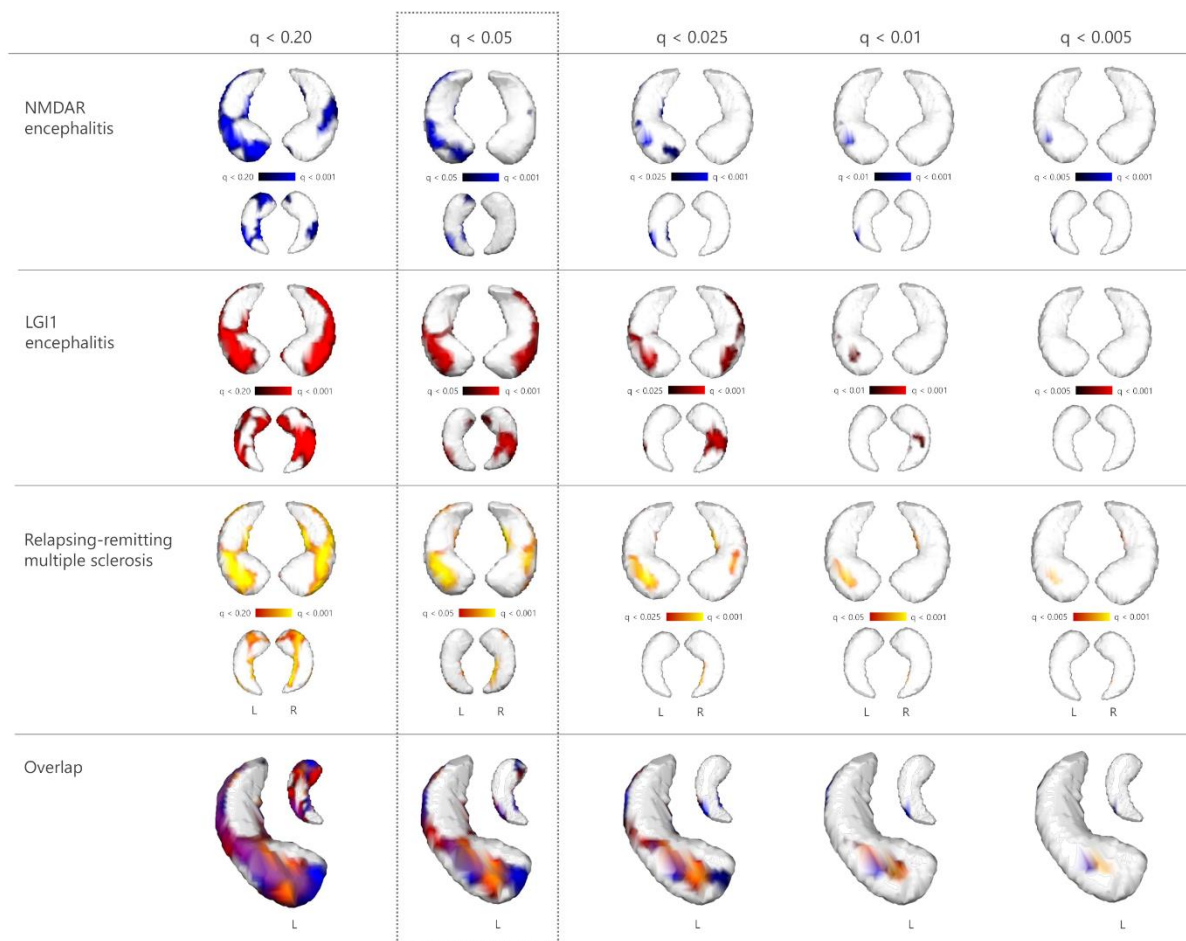 q < 0.20 q < 0.05 q < 0.025 q < 0.01 q < 0.005
NMDAR
encephalitis
q < 0.20 q < 0.001 q < 0.05 q < 0.001 q < 0.025 q < 0.001 q < 0.01 q < 0.001 q < 0.005 q < 0.001
LGI1
encephalitis
q < 0.20 q < 0.001 q < 0.05 q < 0.001 q < 0.025 q < 0.001 q < 0.01 q < 0.001 q < 0.005 q < 0.001
Relapsing-remitting
multiple sclerosis
q < 0.20 q < 0.001 q < 0.05 q < 0.001 q < 0.025 q < 0.001 q < 0.05 q < 0.001 q < 0.005 q < 0.001
L R L R L R L R L R
Overlap
L L L L L